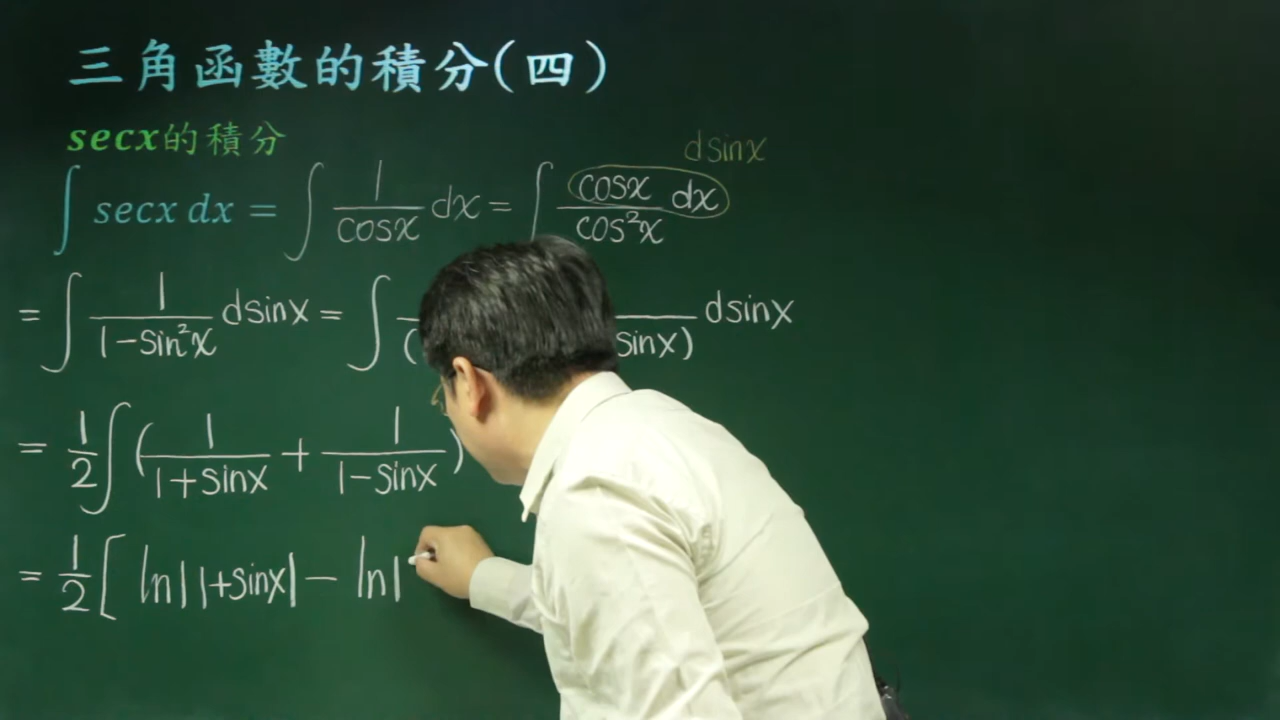 三角函數的積分(四)
secx的積分
dsinx
∫ secx dx = ∫ 1/cosx dx = ∫ cosx dx/cos²x
= ∫ 1/(1-sin²x) dsinx = ∫ ( sinx) dsinx
= 1/2 ∫ (1/(1+sinx) + 1/(1-sinx))
= 1/2 [ ln|1+sinx| - ln|